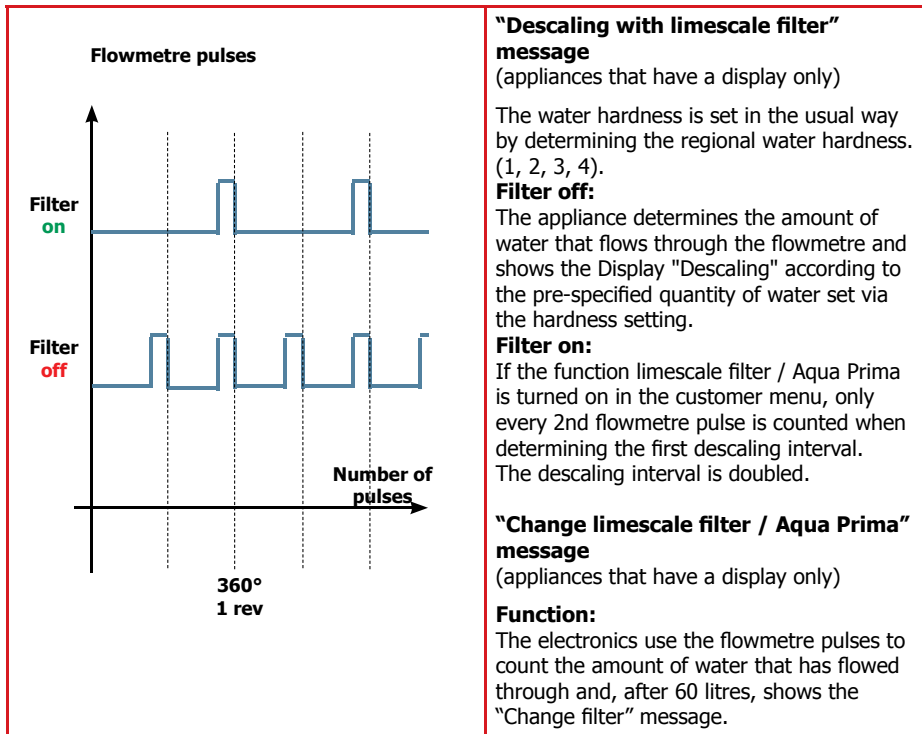 Flowmetre pulses
Filter
on
Filter
off
Number of
pulses
360°
1 rev
“Descaling with limescale filter”
message
(appliances that have a display only)
The water hardness is set in the usual way
by determining the regional water hardness.
(1, 2, 3, 4).
Filter off:
The appliance determines the amount of
water that flows through the flowmetre and
shows the Display "Descaling" according to
the pre-specified quantity of water set via
the hardness setting.
Filter on:
If the function limescale filter / Aqua Prima
is turned on in the customer menu, only
every 2nd flowmetre pulse is counted when
determining the first descaling interval.
The descaling interval is doubled.
“Change limescale filter / Aqua Prima”
message
(appliances that have a display only)
Function:
The electronics use the flowmetre pulses to
count the amount of water that has flowed
through and, after 60 litres, shows the
“Change filter” message.